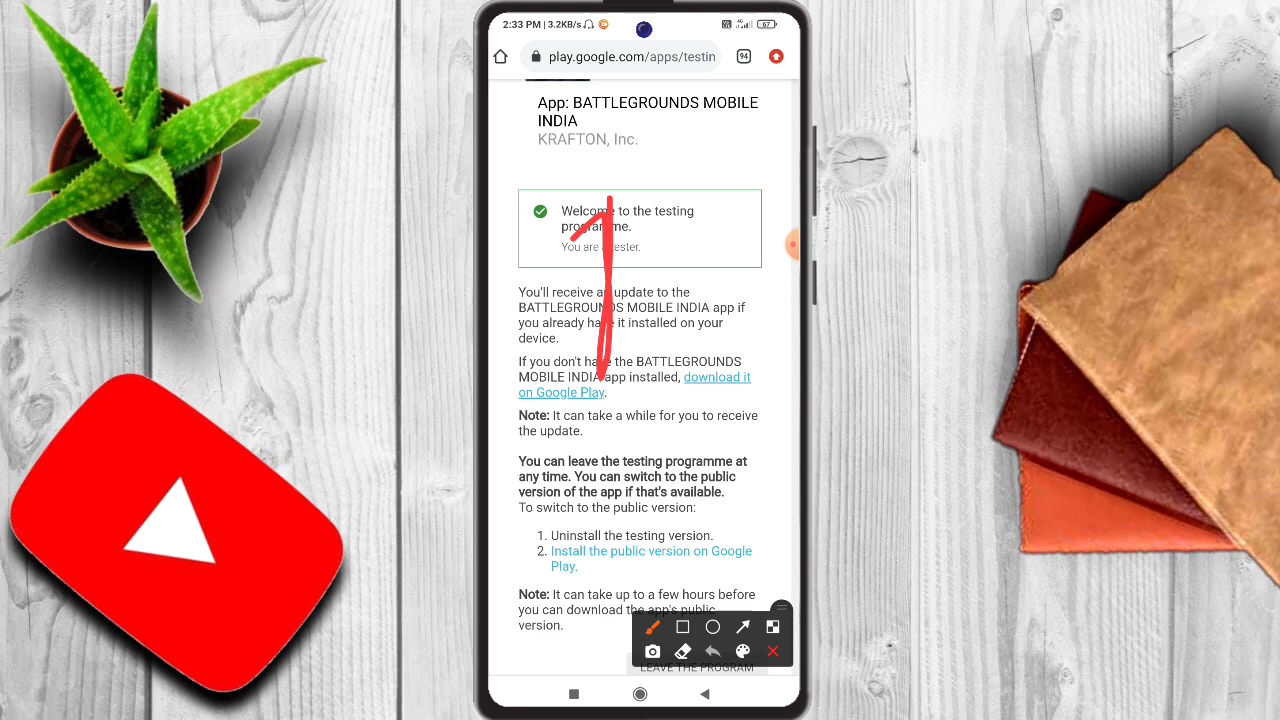 2:33 PM | 3.2KB/s
67
play.google.com/apps/testin
94
App: BATTLEGROUNDS MOBILE
INDIA
KRAFTON, Inc.
Welcome to the testing
programme.
You are a tester.
1
You'll receive an update to the
BATTLEGROUNDS MOBILE INDIA app if
you already have it installed on your
device.
If you don't have the BATTLEGROUNDS
MOBILE INDIA app installed, download it
on Google Play.
Note: It can take a while for you to receive
the update.
You can leave the testing programme at
any time. You can switch to the public
version of the app if that's available.
To switch to the public version:
1. Uninstall the testing version.
2. Install the public version on Google
Play.
Note: It can take up to a few hours before
you can download the app's public
version.
LEAVE THE PROGRAM